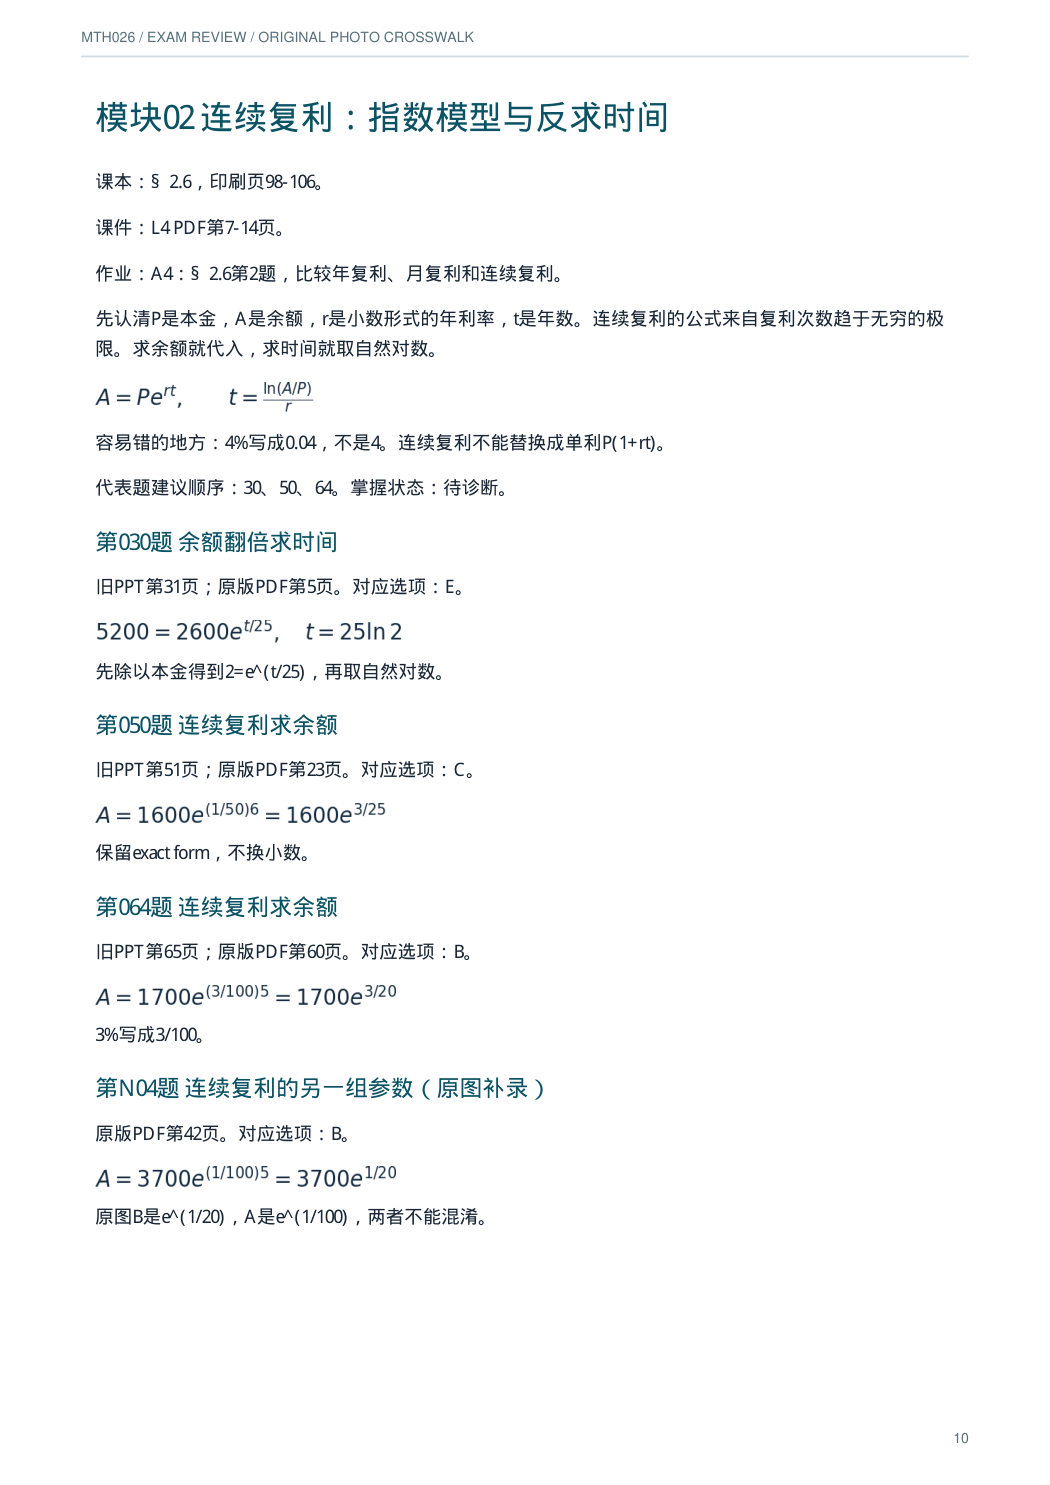 MTH026 / EXAM REVIEW / ORIGINAL PHOTO CROSSWALK
模块02 连续复利：指数模型与反求时间
课本：§ 2.6，印刷页98-106。
课件：L4 PDF第7-14页。
作业：A4：§ 2.6第2题，比较年复利、月复利和连续复利。
先认清P是本金，A是余额，r是小数形式的年利率，t是年数。连续复利的公式来自复利次数趋于无穷的极
限。求余额就代入，求时间就取自然对数。
A = Pe^{rt},  t = \frac{ln(A/P)}{r}
容易错的地方：4%写成0.04，不是4。连续复利不能替换成单利P(1+rt)。
代表题建议顺序：30、50、64。掌握状态：待诊断。
第030题 余额翻倍求时间
旧PPT第31页；原版PDF第5页。对应选项：E。
5200 = 2600e^{t/25},  t = 25ln 2
先除以本金得到2=e^(t/25)，再取自然对数。
第050题 连续复利求余额
旧PPT第51页；原版PDF第23页。对应选项：C。
A = 1600e^{(1/50)6} = 1600e^{3/25}
保留exact form，不换小数。
第064题 连续复利求余额
旧PPT第65页；原版PDF第60页。对应选项：B。
A = 1700e^{(3/100)5} = 1700e^{3/20}
3%写成3/100。
第N04题 连续复利的另一组参数（原图补录）
原版PDF第42页。对应选项：B。
A = 3700e^{(1/100)5} = 3700e^{1/20}
原图B是e^(1/20)，A是e^(1/100)，两者不能混淆。
10